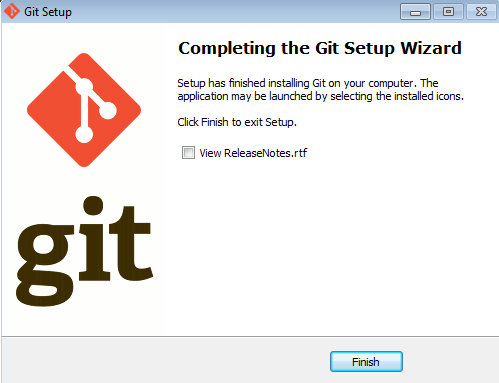 Git Setup
Completing the Git Setup Wizard
Setup has finished installing Git on your computer. The
application may be launched by selecting the installed icons.
Click Finish to exit Setup.
View ReleaseNotes.rtf
git
Finish